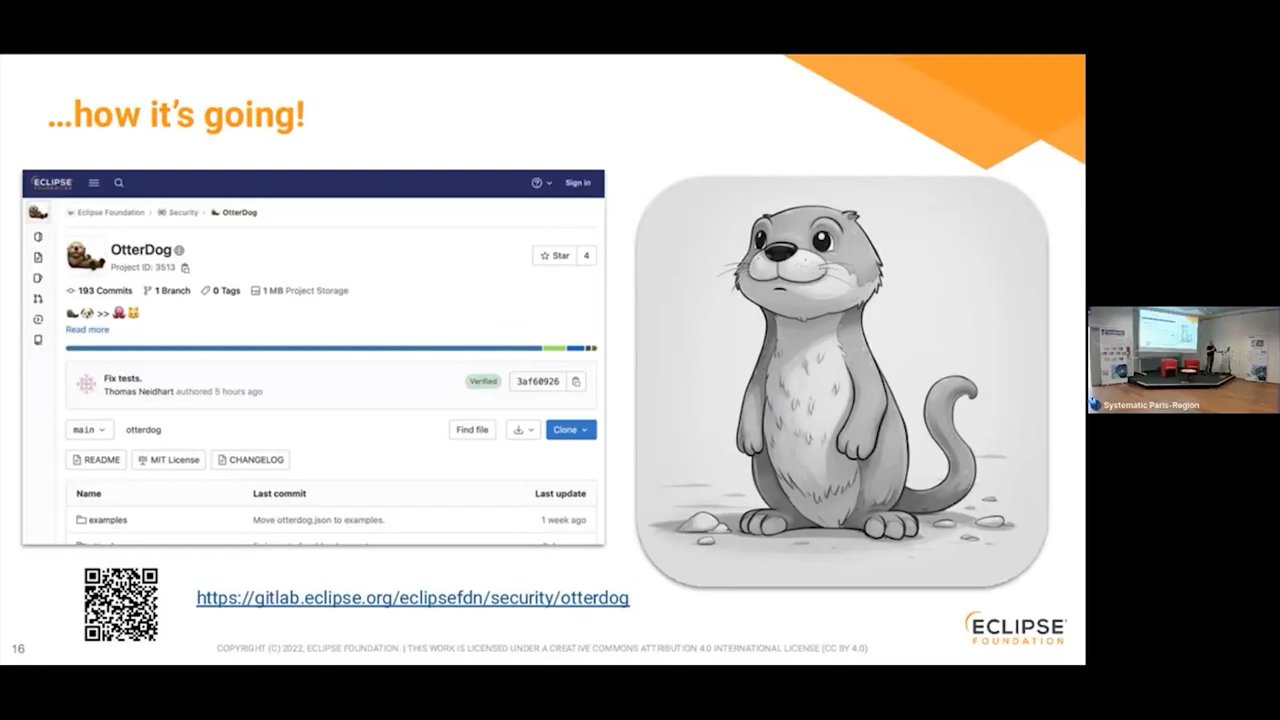 ...how it's going!
ECLIPSE
FOUNDATION
Sign in
Eclipse Foundation
Security
OtterDog
OtterDog
Project ID: 3513
Star
4
193 Commits
1 Branch
0 Tags
1 MB Project Storage
>>
Read more
Fix tests.
Thomas Neidhart authored 5 hours ago
Verified
3af60926
main
otterdog
Find file
Clone
README
MIT License
CHANGELOG
Name
Last commit
Last update
examples
Move otterdog.json to examples.
1 week ago
https://gitlab.eclipse.org/eclipsefdn/security/otterdog
ECLIPSE
FOUNDATION
16
COPYRIGHT (C) 2022, ECLIPSE FOUNDATION. | THIS WORK IS LICENSED UNDER A CREATIVE COMMONS ATTRIBUTION 4.0 INTERNATIONAL LICENSE (CC BY 4.0)
Systematic Paris-Region